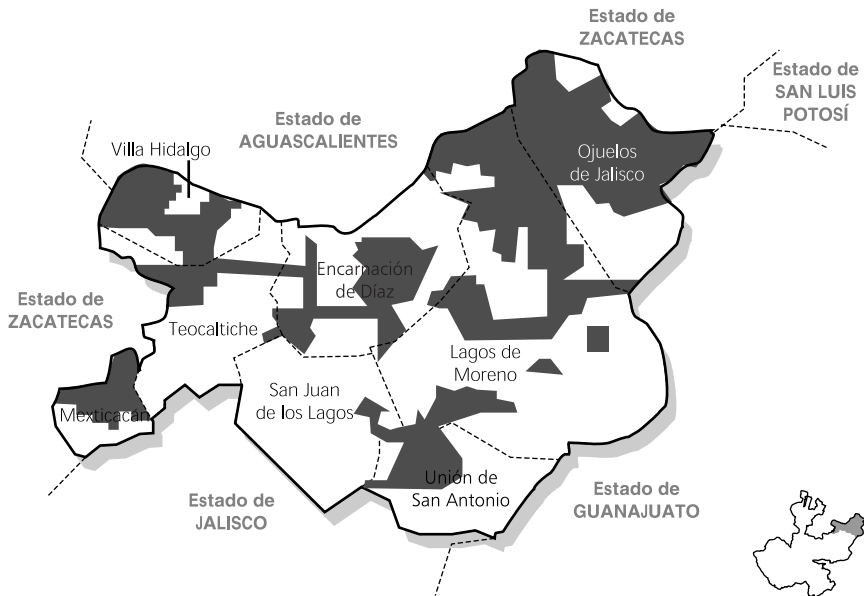 Estado de
ZACATECAS
Estado de
SAN LUIS
POTOSÍ
Estado de
AGUASCALIENTES
Villa Hidalgo
Ojuelos
de Jalisco
Encarnación
de Díaz
Estado de
ZACATECAS
Teocaltiche
Lagos de
Moreno
San Juan
de los Lagos
Mexticacán
Unión de
San Antonio
Estado de
JALISCO
Estado de
GUANAJUATO